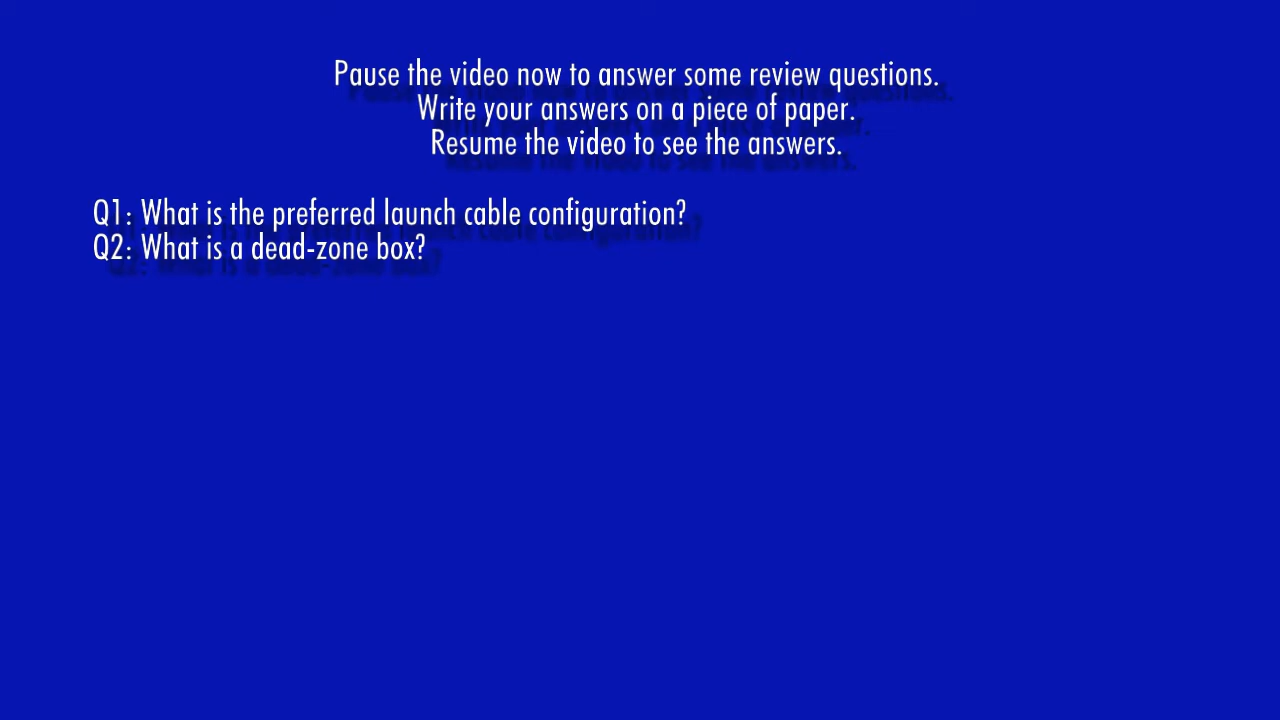 Pause the video now to answer some review questions.
Write your answers on a piece of paper.
Resume the video to see the answers.
Q1: What is the preferred launch cable configuration?
Q2: What is a dead-zone box?